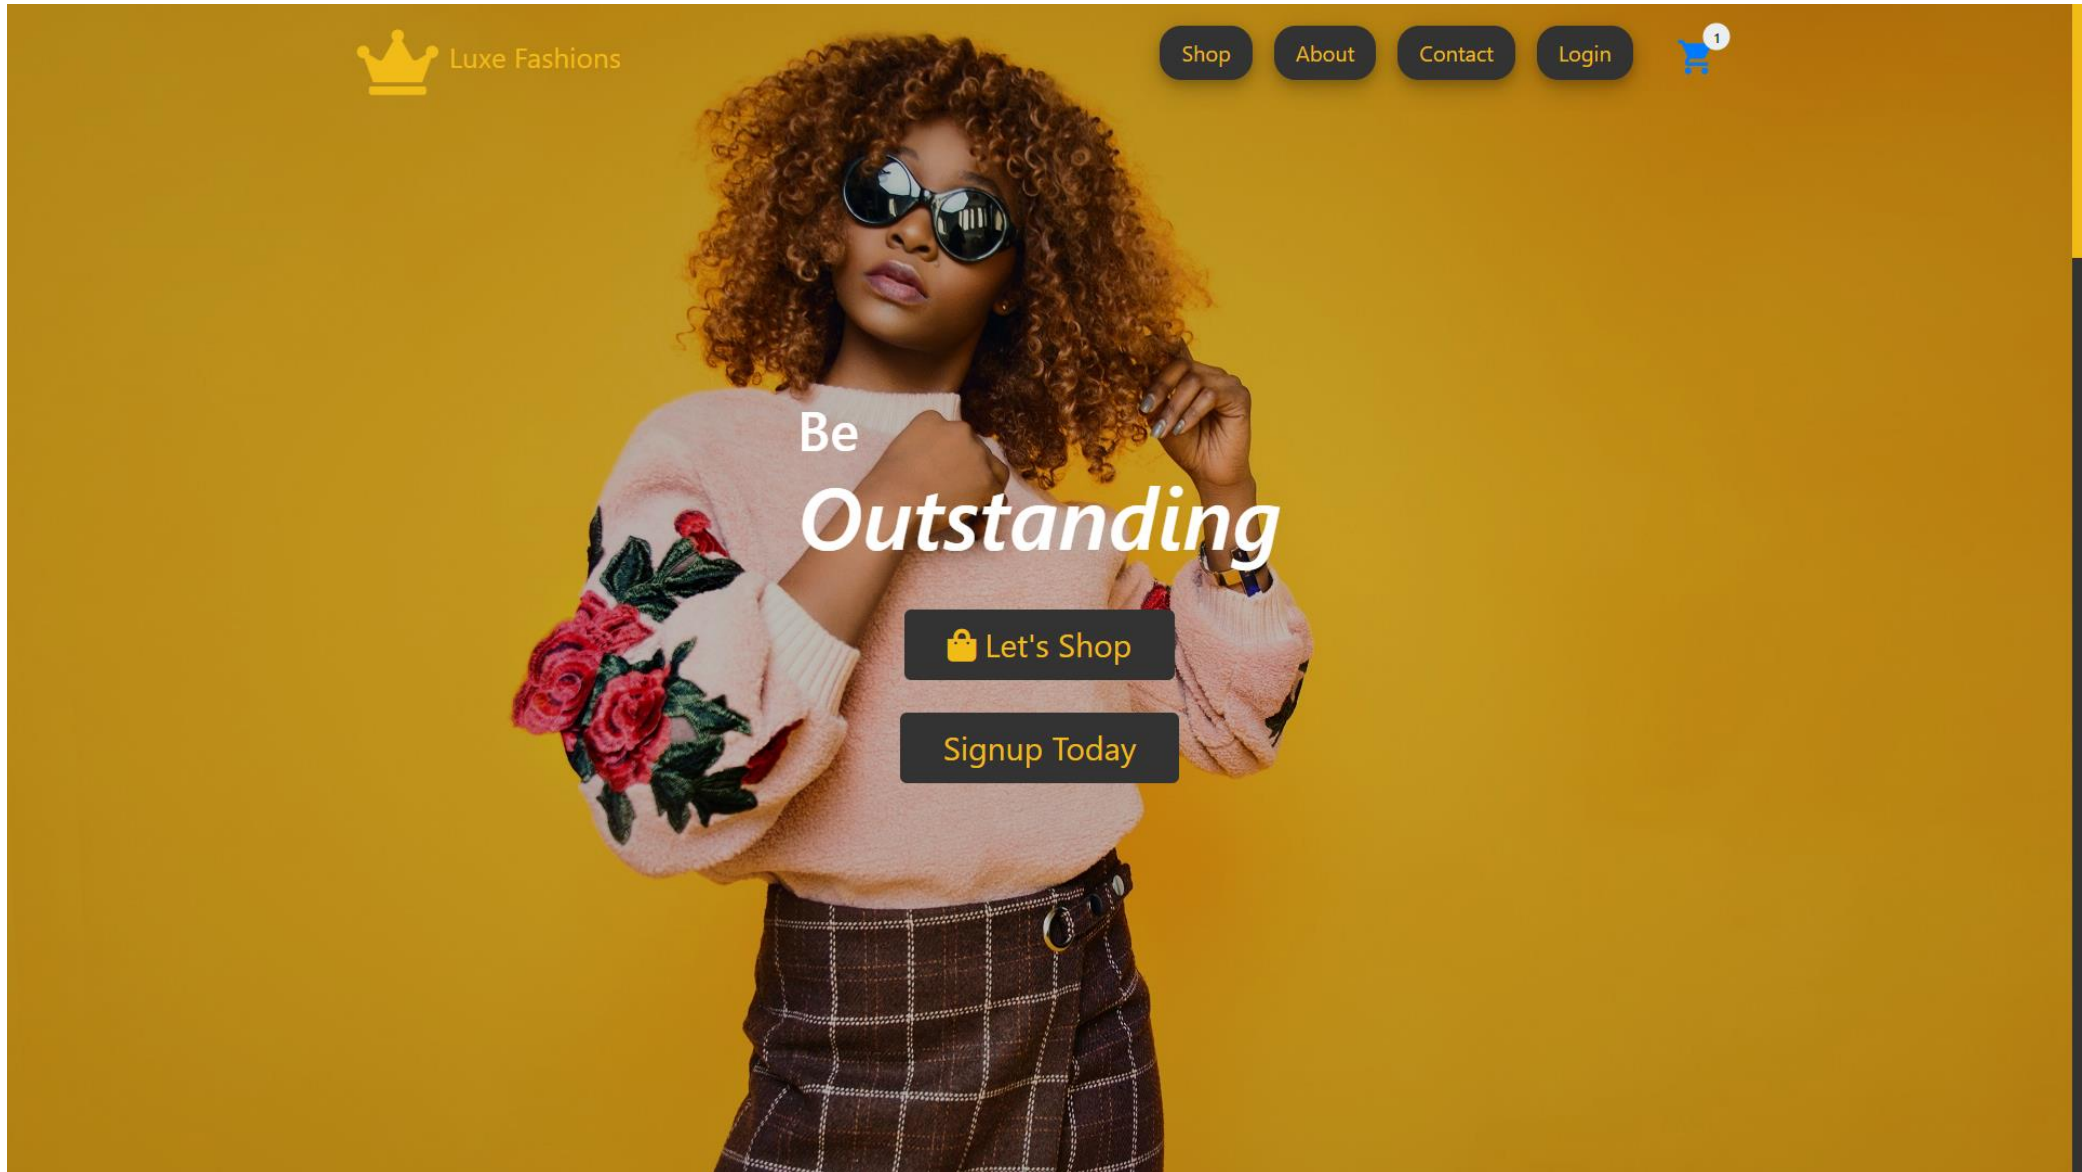 Luxe Fashions
Shop About Contact Login 1
Be
Outstanding
Let's Shop
Signup Today